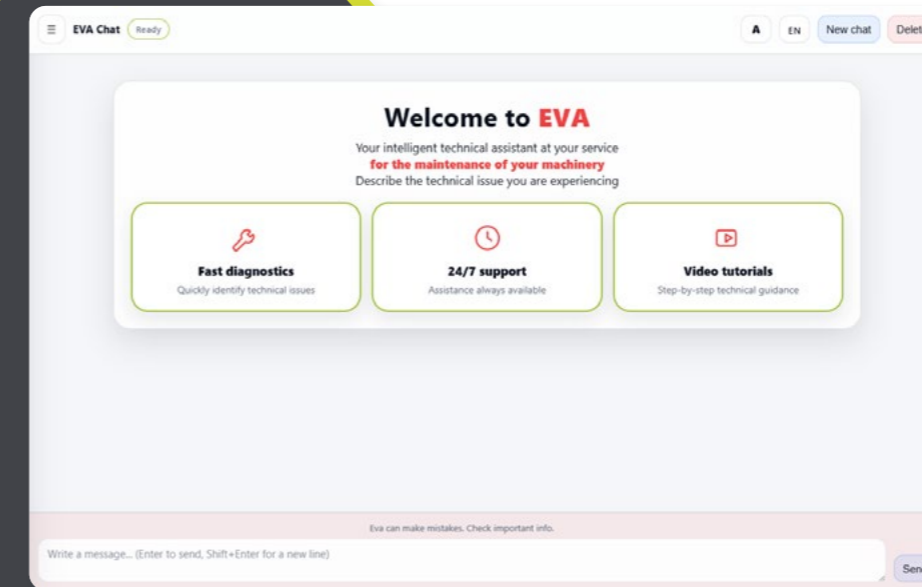 EVA Chat Ready A EN New chat Delet
Welcome to EVA
Your intelligent technical assistant at your service
for the maintenance of your machinery
Describe the technical issue you are experiencing
Fast diagnostics
Quickly identify technical issues
24/7 support
Assistance always available
Video tutorials
Step-by-step technical guidance
Eva can make mistakes. Check important info.
Write a message... (Enter to send, Shift+Enter for a new line)
Sen